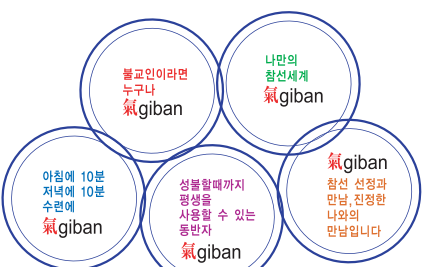 불교인이라면
누구나
氣giban
나만의
참선세계
氣giban
아침에 10분
저녁에 10분
수련에
氣giban
성불할때까지
평생을
사용할 수 있는
동반자
氣giban
氣giban
참선 선정과
만남,진정한
나와의
만남입니다